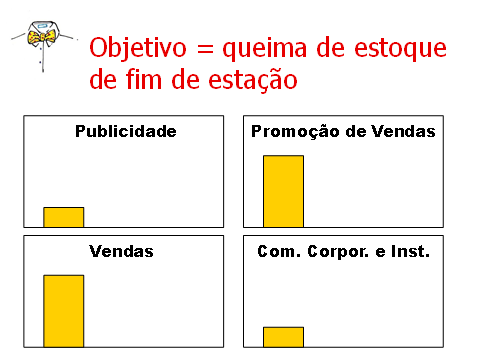 Objetivo = queima de estoque
de fim de estação
Publicidade
Promoção de Vendas
Vendas
Com. Corpor. e Inst.